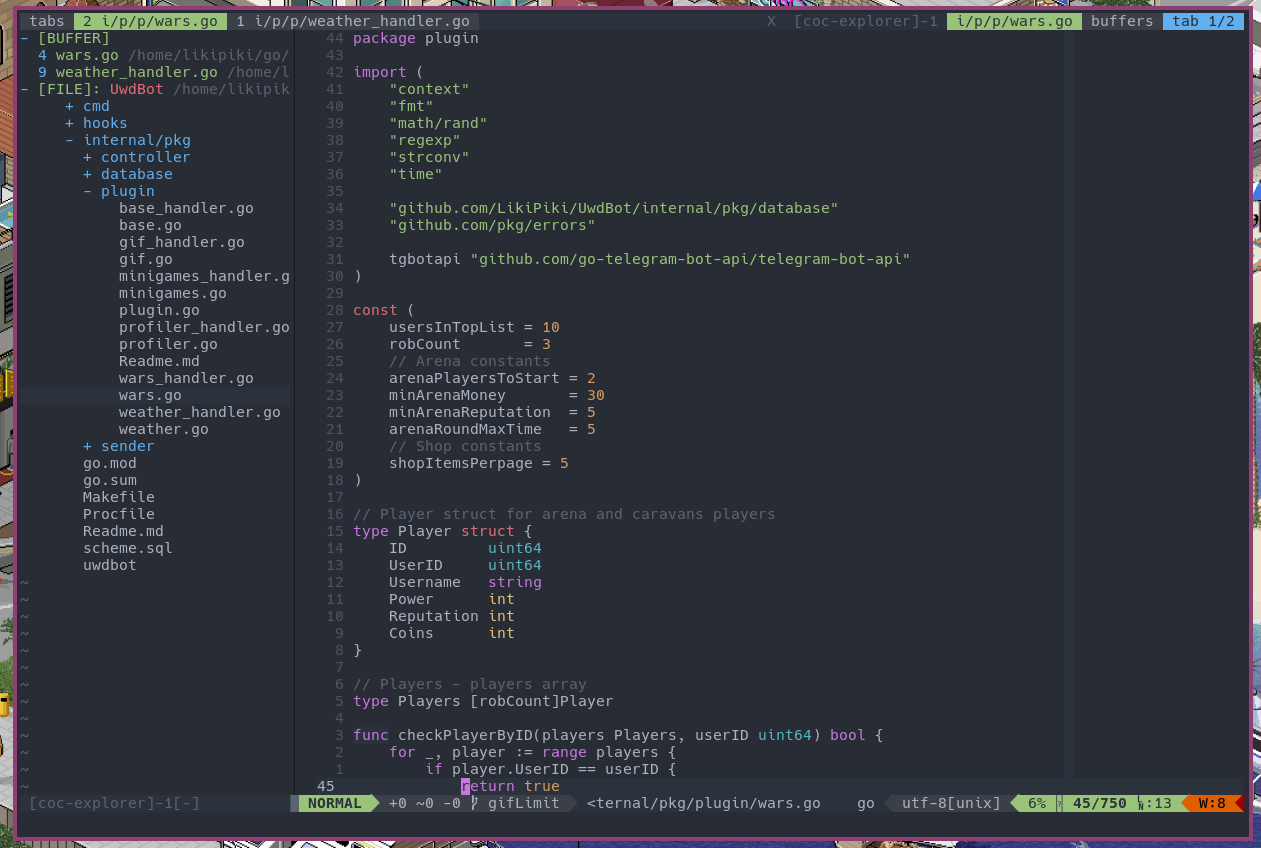 tabs 2 i/p/p/wars.go 1 i/p/p/weather_handler.go X [coc-explorer]-1 i/p/p/wars.go buffers tab 1/2
- [BUFFER]
4 wars.go /home/likipiki/go/
9 weather_handler.go /home/l
- [FILE]: UwdBot /home/likipik
+ cmd
+ hooks
- internal/pkg
+ controller
+ database
- plugin
base_handler.go
base.go
gif_handler.go
gif.go
minigames_handler.g
minigames.go
plugin.go
profiler_handler.go
profiler.go
Readme.md
wars_handler.go
wars.go
weather_handler.go
weather.go
+ sender
go.mod
go.sum
Makefile
Procfile
Readme.md
scheme.sql
uwdbot
~
~
~
~
~
~
~
~
~
~
~
~
~
[coc-explorer]-1[-]
44 package plugin
43
42 import (
41 "context"
40 "fmt"
39 "math/rand"
38 "regexp"
37 "strconv"
36 "time"
35
34 "github.com/LikiPiki/UwdBot/internal/pkg/database"
33 "github.com/pkg/errors"
32
31 tgbotapi "github.com/go-telegram-bot-api/telegram-bot-api"
30 )
29
28 const (
27 usersInTopList = 10
26 robCount = 3
25 // Arena constants
24 arenaPlayersToStart = 2
23 minArenaMoney = 30
22 minArenaReputation = 5
21 arenaRoundMaxTime = 5
20 // Shop constants
19 shopItemsPerpage = 5
18 )
17
16 // Player struct for arena and caravans players
15 type Player struct {
14 ID uint64
13 UserID uint64
12 Username string
11 Power int
10 Reputation int
9 Coins int
8 }
7
6 // Players - players array
5 type Players [robCount]Player
4
3 func checkPlayerByID(players Players, userID uint64) bool {
2 for _, player := range players {
1 if player.UserID == userID {
45 return true
NORMAL +0 ~0 -0 gifLimit <ternal/pkg/plugin/wars.go go utf-8[unix] 6% 45/750 :13 W:8